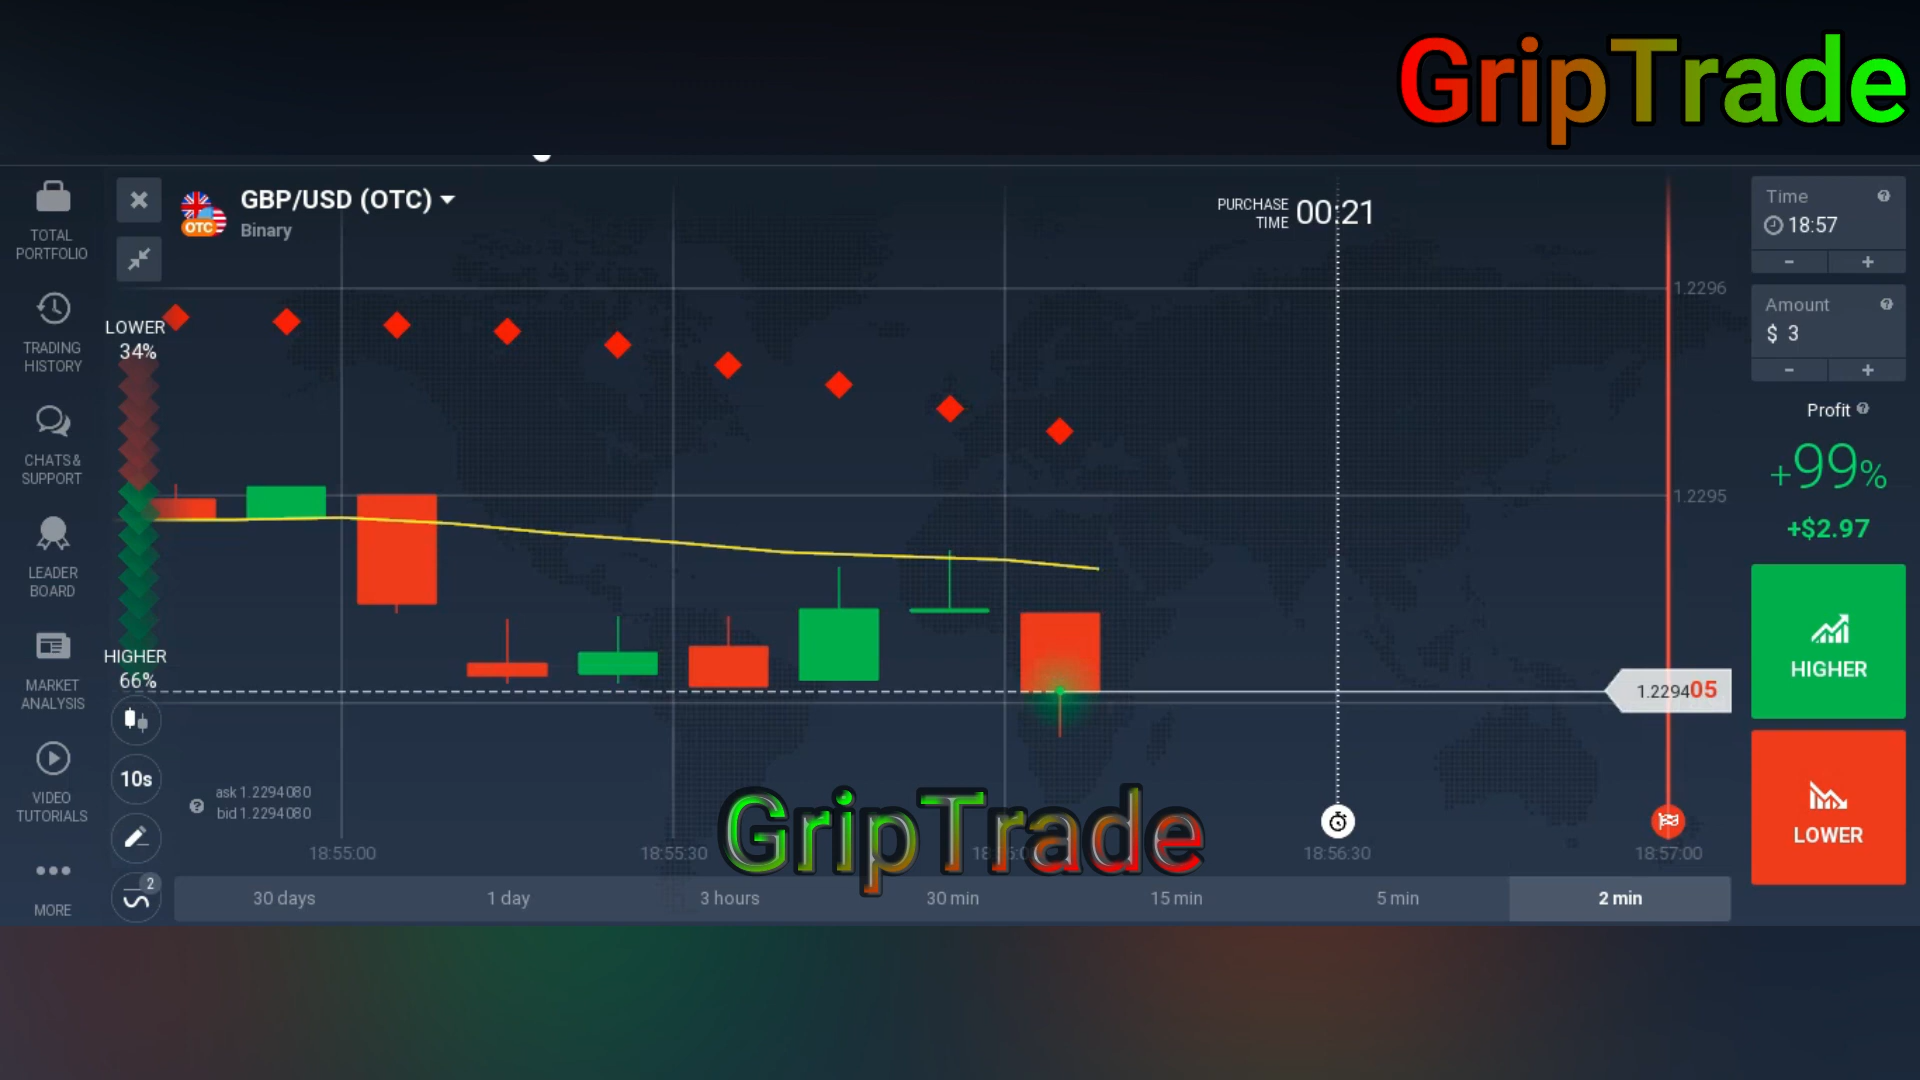 GripTrade
GBP/USD (OTC)
OTC
Binary
PURCHASE
TIME
00:21
TOTAL
PORTFOLIO
TRADING
HISTORY
CHATS &
SUPPORT
LEADER
BOARD
MARKET
ANALYSIS
VIDEO
TUTORIALS
MORE
LOWER
34%
HIGHER
66%
10s
2
ask 1.2294080
bid 1.2294080
1.2296
1.2295
1.229405
GripTrade
18:55:00
18:55:30
18:56:30
18:57:00
30 days
1 day
3 hours
30 min
15 min
5 min
2 min
Time
18:57
- +
Amount
$ 3
- +
Profit
+99%
+$2.97
HIGHER
LOWER